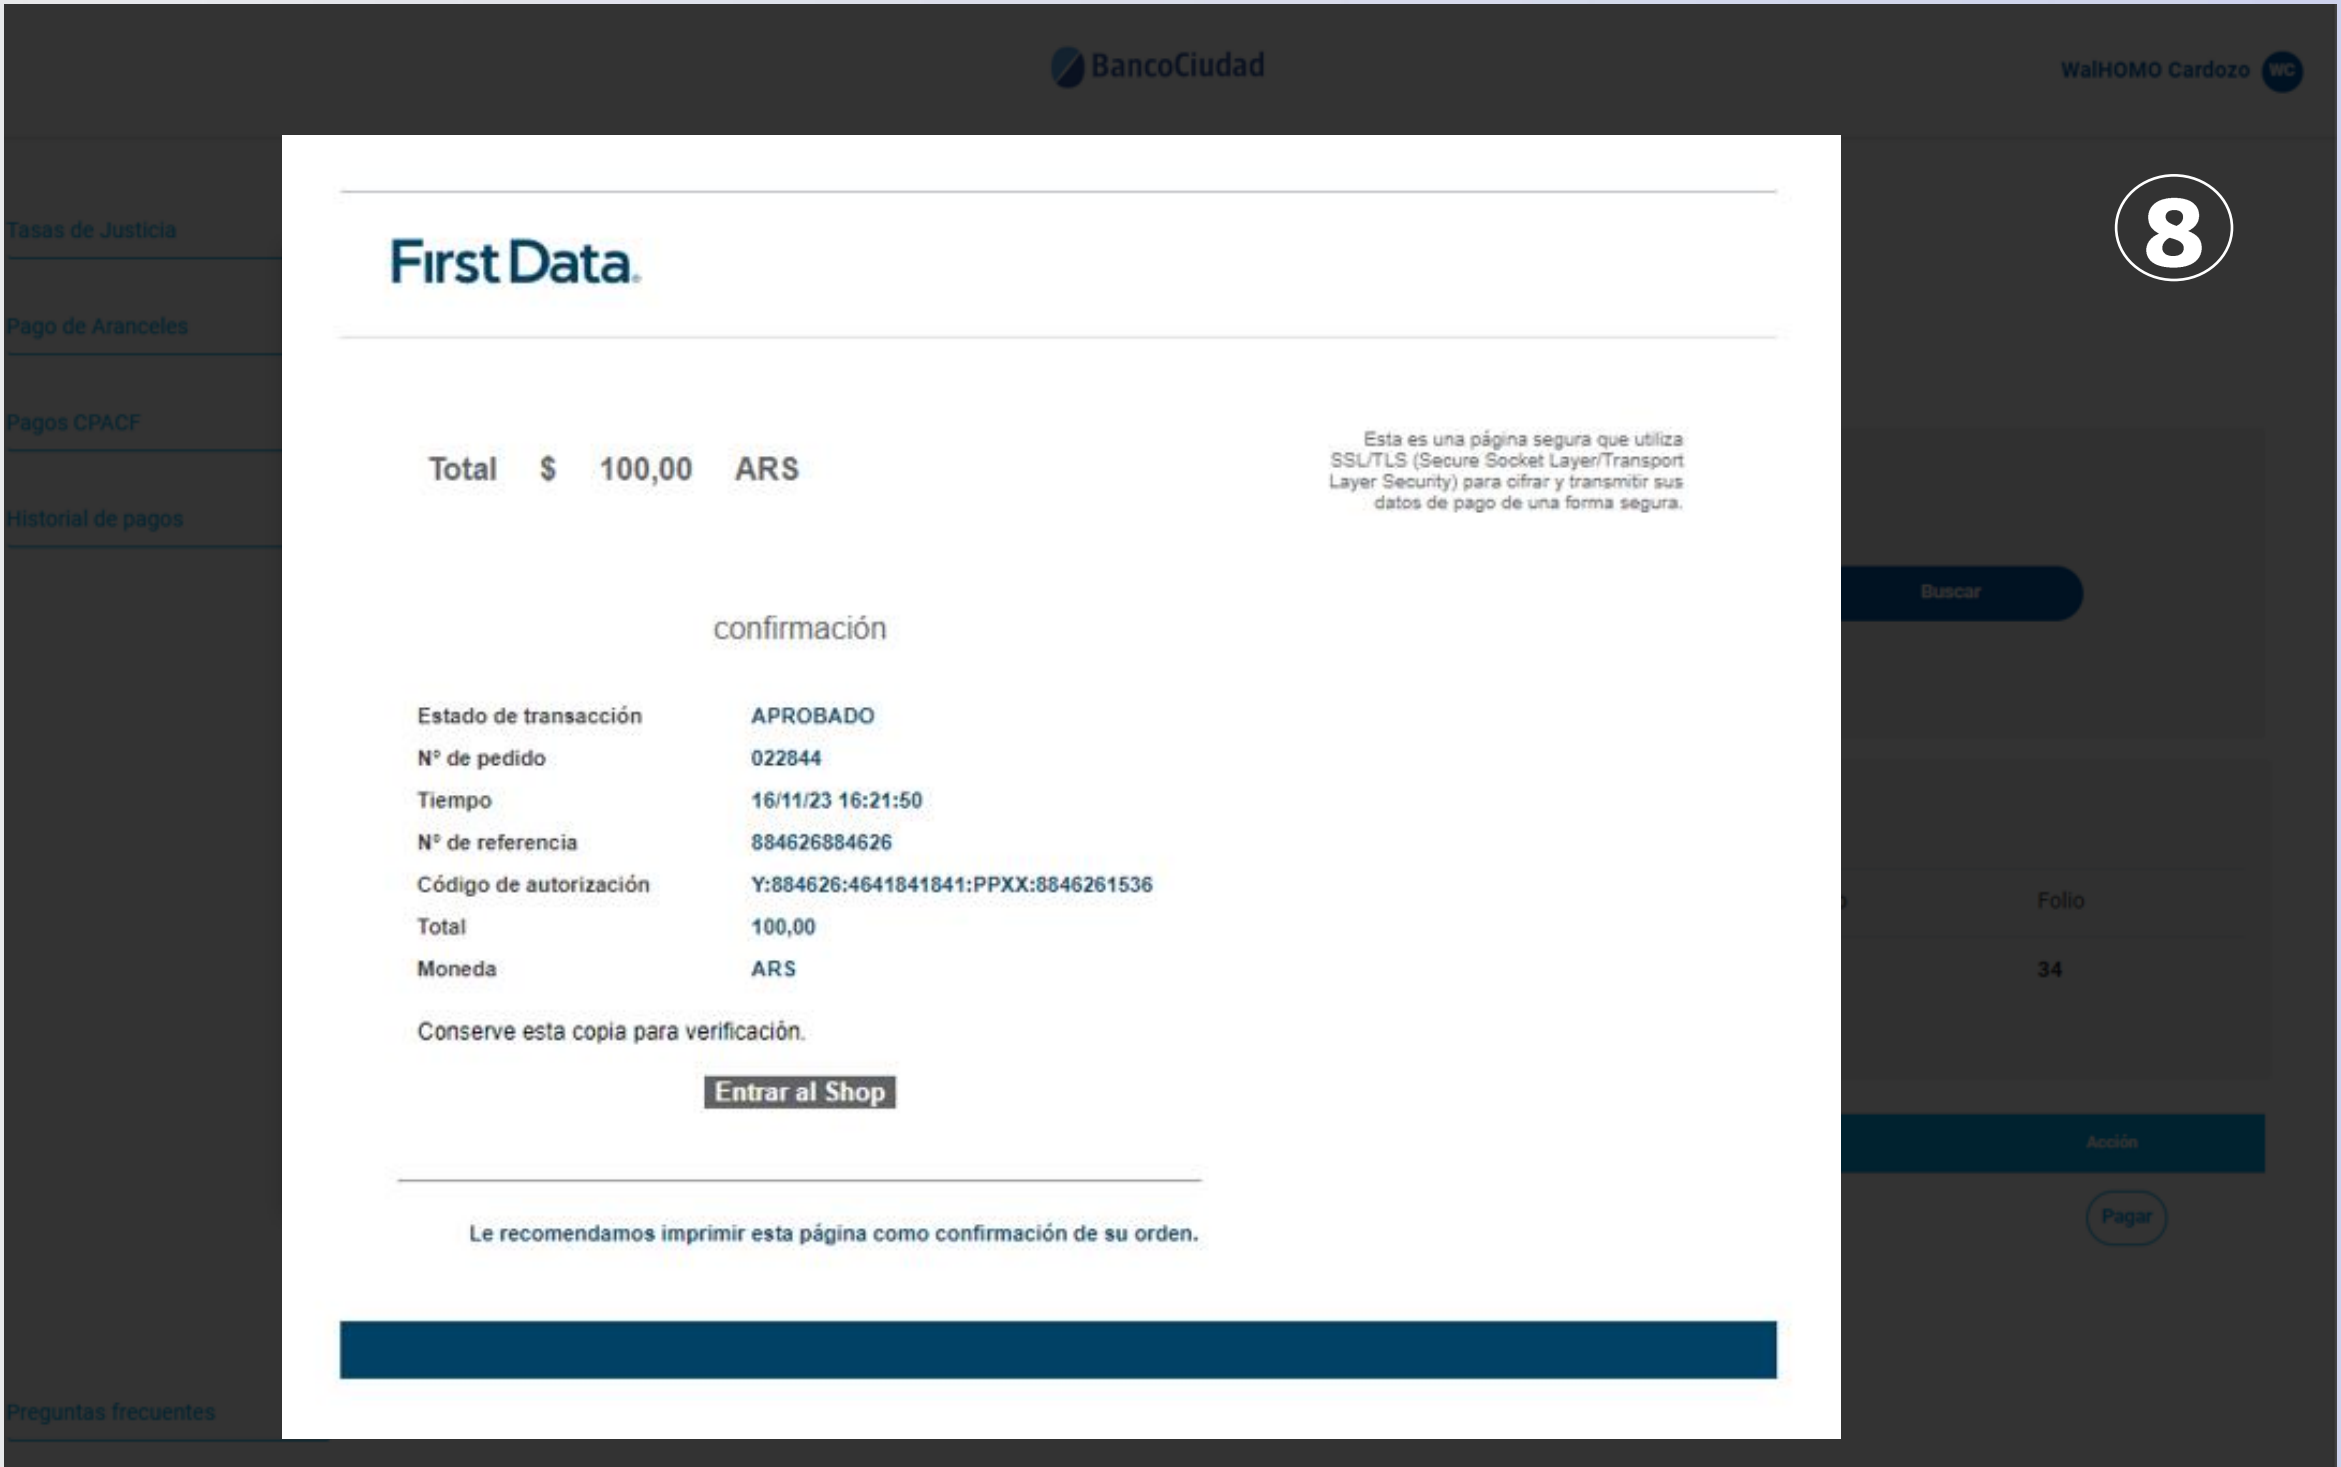 BancoCiudad
WalHOMO Cardozo WC
8
Tasas de Justicia
Pago de Aranceles
Pagos CPACF
Historial de pagos
Preguntas frecuentes
First Data.
Total $ 100,00 ARS
Esta es una página segura que utiliza
SSL/TLS (Secure Socket Layer/Transport
Layer Security) para cifrar y transmitir sus
datos de pago de una forma segura.
confirmación
Estado de transacción APROBADO
Nº de pedido 022844
Tiempo 16/11/23 16:21:50
Nº de referencia 884626884626
Código de autorización Y:884626:4641841841:PPXX:8846261536
Total 100,00
Moneda ARS
Conserve esta copia para verificación.
Entrar al Shop
Le recomendamos imprimir esta página como confirmación de su orden.
Buscar
Folio
34
Acción
Pagar